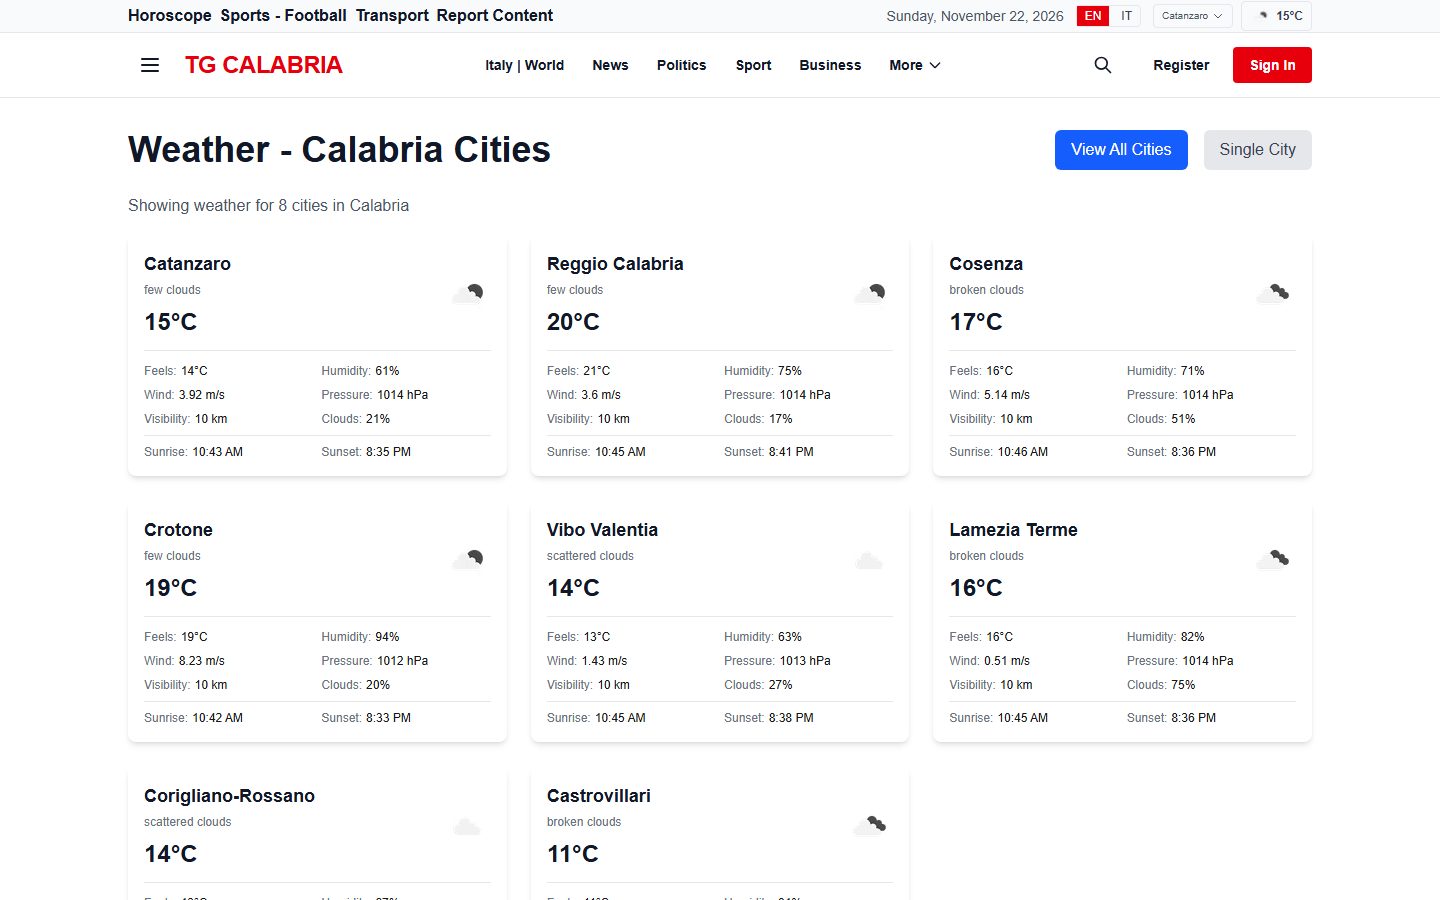 Horoscope Sports - Football Transport Report Content
Sunday, November 22, 2026 EN IT Catanzaro 15°C
TG CALABRIA Italy | World News Politics Sport Business More Register Sign In
Weather - Calabria Cities View All Cities Single City
Showing weather for 8 cities in Calabria
Catanzaro
few clouds
15°C
Feels: 14°C Humidity: 61%
Wind: 3.92 m/s Pressure: 1014 hPa
Visibility: 10 km Clouds: 21%
Sunrise: 10:43 AM Sunset: 8:35 PM
Reggio Calabria
few clouds
20°C
Feels: 21°C Humidity: 75%
Wind: 3.6 m/s Pressure: 1014 hPa
Visibility: 10 km Clouds: 17%
Sunrise: 10:45 AM Sunset: 8:41 PM
Cosenza
broken clouds
17°C
Feels: 16°C Humidity: 71%
Wind: 5.14 m/s Pressure: 1014 hPa
Visibility: 10 km Clouds: 51%
Sunrise: 10:46 AM Sunset: 8:36 PM
Crotone
few clouds
19°C
Feels: 19°C Humidity: 94%
Wind: 8.23 m/s Pressure: 1012 hPa
Visibility: 10 km Clouds: 20%
Sunrise: 10:42 AM Sunset: 8:33 PM
Vibo Valentia
scattered clouds
14°C
Feels: 13°C Humidity: 63%
Wind: 1.43 m/s Pressure: 1013 hPa
Visibility: 10 km Clouds: 27%
Sunrise: 10:45 AM Sunset: 8:38 PM
Lamezia Terme
broken clouds
16°C
Feels: 16°C Humidity: 82%
Wind: 0.51 m/s Pressure: 1014 hPa
Visibility: 10 km Clouds: 75%
Sunrise: 10:45 AM Sunset: 8:36 PM
Corigliano-Rossano
scattered clouds
14°C
Castrovillari
broken clouds
11°C